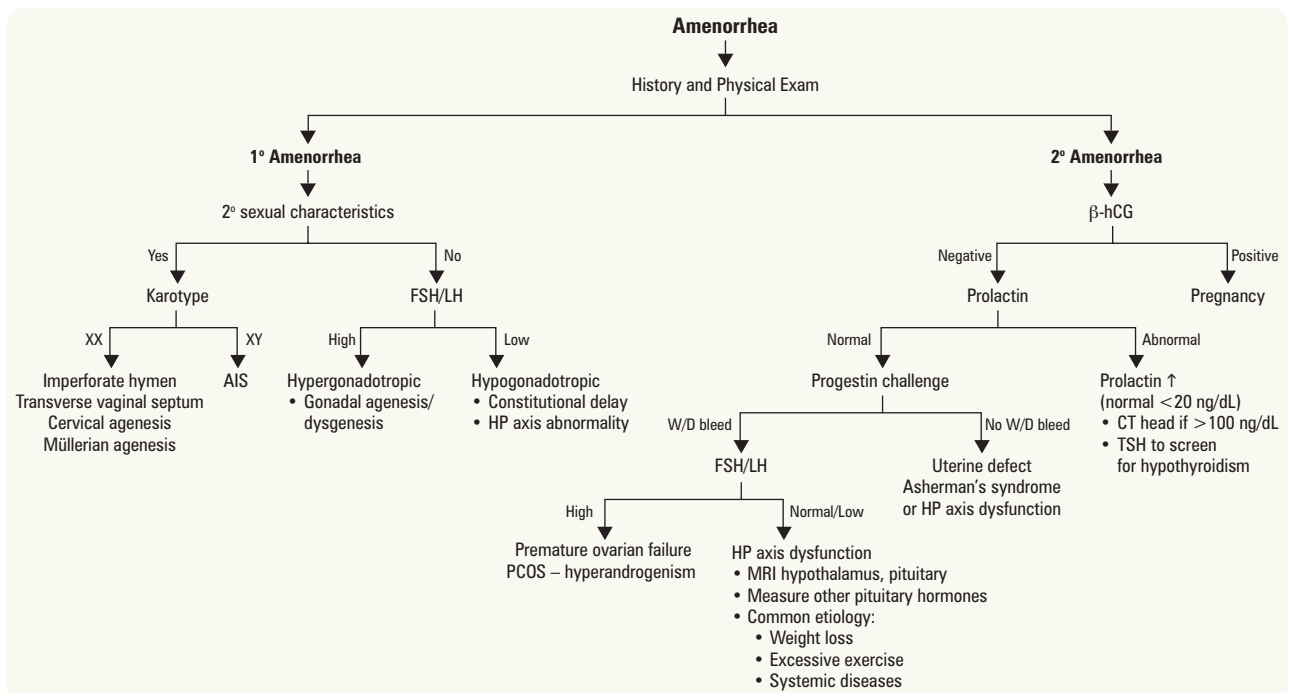 Amenorrhea
History and Physical Exam
1º Amenorrhea
2º Amenorrhea
2º sexual characteristics
β-hCG
Yes
No
Negative
Positive
Karotype
FSH/LH
Prolactin
Pregnancy
XX
XY
High
Low
Normal
Abnormal
Imperforate hymen
Transverse vaginal septum
Cervical agenesis
Müllerian agenesis
AIS
Hypergonadotropic
• Gonadal agenesis/
dysgenesis
Hypogonadotropic
• Constitutional delay
• HP axis abnormality
Progestin challenge
Prolactin ↑
(normal <20 ng/dL)
• CT head if >100 ng/dL
• TSH to screen
for hypothyroidism
W/D bleed
No W/D bleed
FSH/LH
Uterine defect
Asherman's syndrome
or HP axis dysfunction
High
Normal/Low
Premature ovarian failure
PCOS – hyperandrogenism
HP axis dysfunction
• MRI hypothalamus, pituitary
• Measure other pituitary hormones
• Common etiology:
• Weight loss
• Excessive exercise
• Systemic diseases